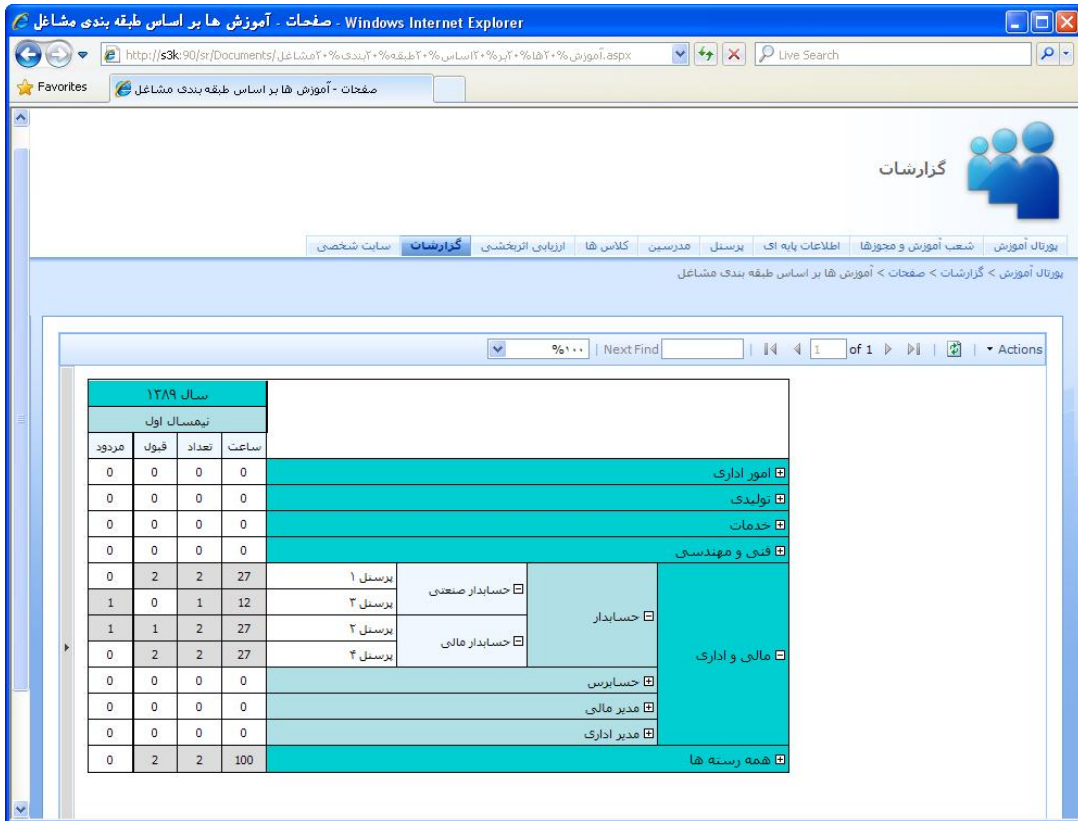 صفحات - آموزش ها بر اساس طبقه بندی مشاغل - Windows Internet Explorer
http://s3k:90/sr/Documents/آموزش%۲۰ها%۲۰بر%۲۰اساس%۲۰طبقه%۲۰بندی%۲۰مشاغل.aspx Live Search
Favorites صفحات - آموزش ها بر اساس طبقه بندی مشاغل
گزارشات
پورتال آموزش شعب آموزش و مجوزها اطلاعات پایه ای پرسنل مدرسین کلاس ها ارزیابی اثربخشی گزارشات سایت شخصی
پورتال آموزش > گزارشات > صفحات > آموزش ها بر اساس طبقه بندی مشاغل
%۱۰۰ | Next Find | 1 of 1 | Actions
سال ۱۳۸۹
نیمسال اول
ساعت تعداد قبول مردود
امور اداری 0 0 0 0
تولیدی 0 0 0 0
خدمات 0 0 0 0
فنی و مهندسی 0 0 0 0
مالی و اداری حسابدار حسابدار صنعتی پرسنل ۱ 27 2 2 0
پرسنل ۳ 12 1 0 1
حسابدار مالی پرسنل ۲ 27 2 1 1
پرسنل ۴ 27 2 2 0
حسابرس 0 0 0 0
مدیر مالی 0 0 0 0
مدیر اداری 0 0 0 0
همه رسته ها 100 2 2 0